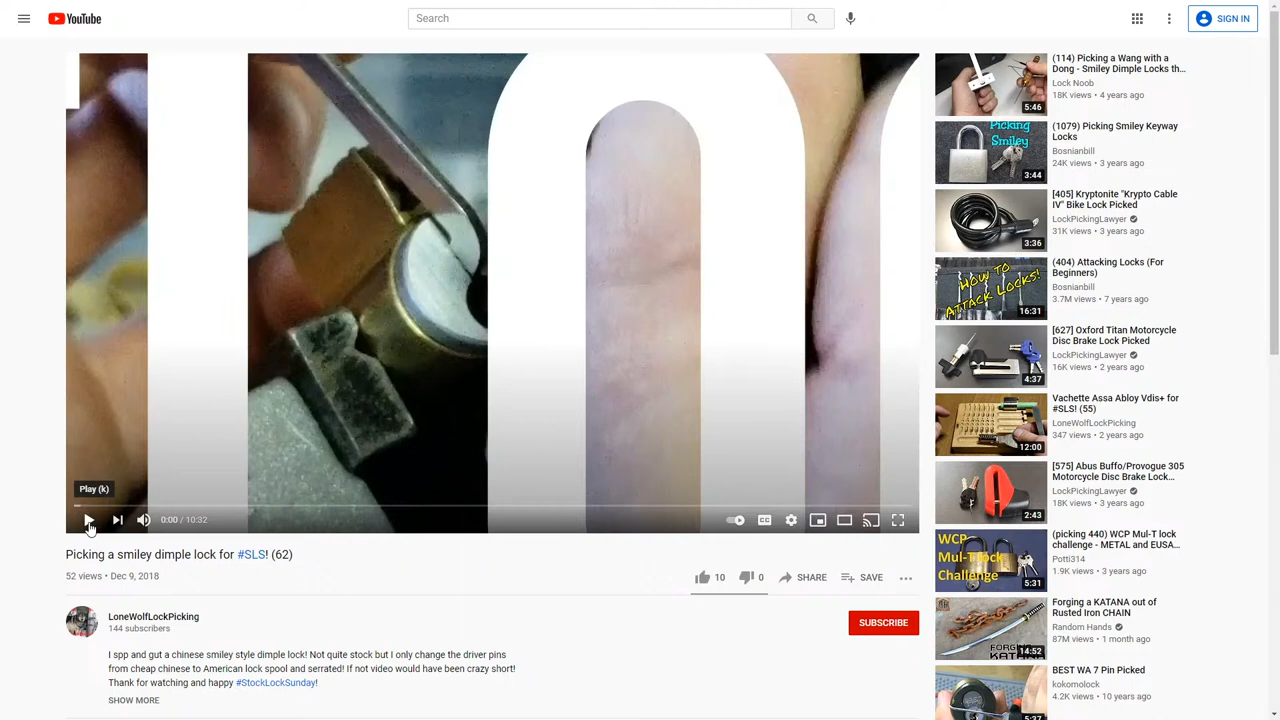 YouTube
Search
SIGN IN
Play (k)
0:00 / 10:32
CC
Picking a smiley dimple lock for #SLS! (62)
52 views • Dec 9, 2018
10
0
SHARE
SAVE
LoneWolfLockPicking
144 subscribers
SUBSCRIBE
I spp and gut a chinese smiley style dimple lock! Not quite stock but I only change the driver pins
from cheap chinese to American lock spool and serrated! If not video would have been crazy short!
Thank for watching and happy #StockLockSunday!
SHOW MORE
5:46
(114) Picking a Wang with a
Dong - Smiley Dimple Locks th...
Lock Noob
18K views • 4 years ago
Picking
Smiley
3:44
(1079) Picking Smiley Keyway
Locks
Bosnianbill
24K views • 3 years ago
3:36
[405] Kryptonite "Krypto Cable
IV" Bike Lock Picked
LockPickingLawyer
31K views • 3 years ago
HOW TO
ATTACK LOCKS!
16:31
(404) Attacking Locks (For
Beginners)
Bosnianbill
3.7M views • 7 years ago
4:37
[627] Oxford Titan Motorcycle
Disc Brake Lock Picked
LockPickingLawyer
16K views • 2 years ago
12:00
Vachette Assa Abloy Vdis+ for
#SLS! (55)
LoneWolfLockPicking
347 views • 2 years ago
2:43
[575] Abus Buffo/Provogue 305
Motorcycle Disc Brake Lock...
LockPickingLawyer
491K views • 3 years ago
WCP
Mul-T lock
Challenge
5:31
(picking 440) WCP Mul-T lock
challenge - METAL and EUSA...
Potti314
1.9K views • 3 years ago
FORGING
KATANA
14:52
Forging a KATANA out of
Rusted Iron CHAIN
Random Hands
87M views • 1 month ago
5:37
BEST WA 7 Pin Picked
kokomolock
4.2K views • 10 years ago